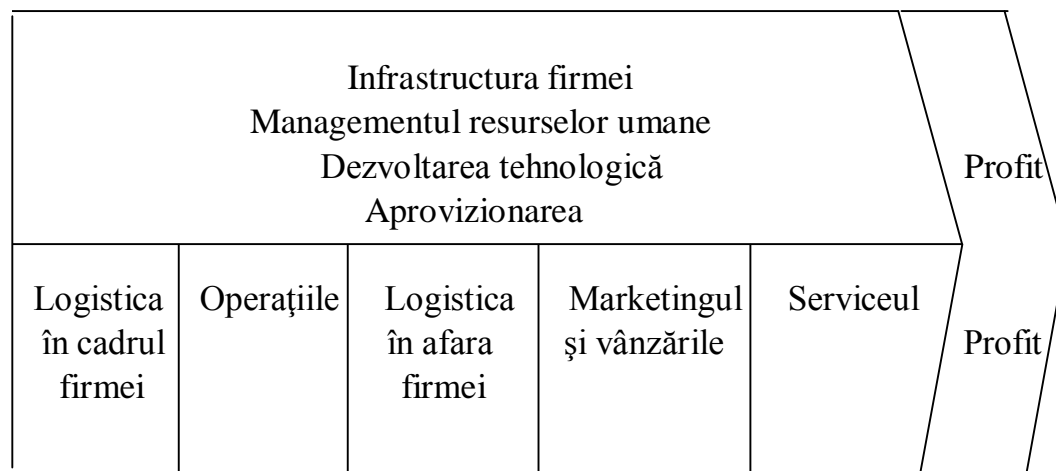 Infrastructura firmei
Managementul resurselor umane
Dezvoltarea tehnologică
Aprovizionarea
Profit
Logistica
în cadrul
firmei
Operaţiile
Logistica
în afara
firmei
Marketingul
şi vânzările
Serviceul
Profit